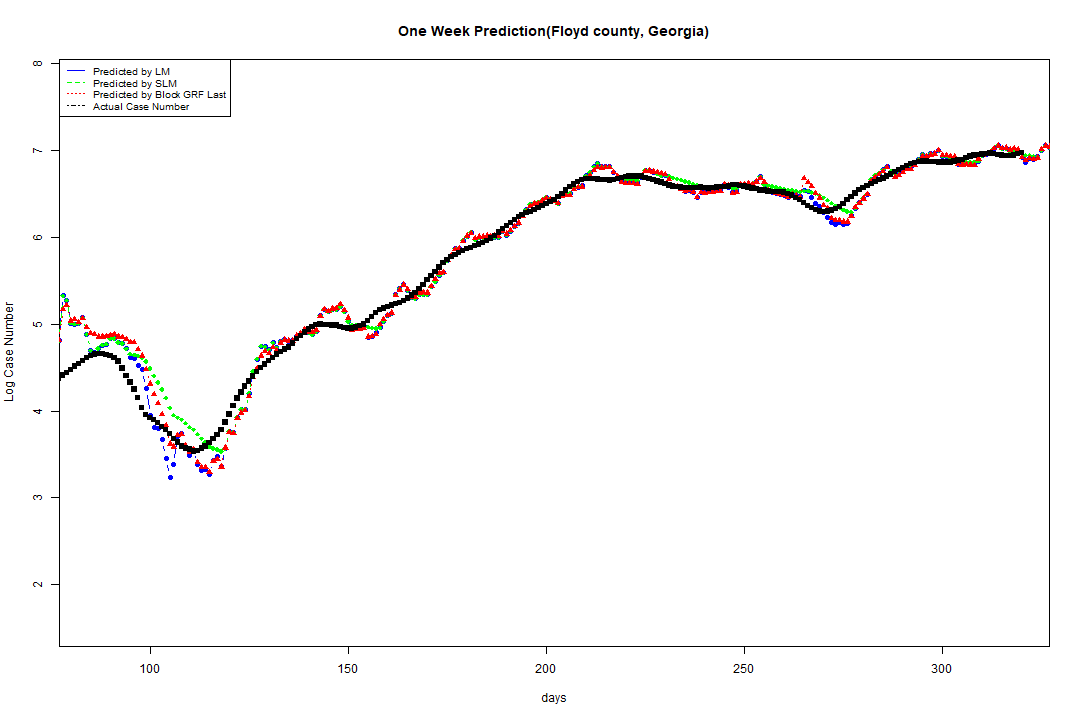 One Week Prediction(Floyd county, Georgia)
Predicted by LM
Predicted by SLM
Predicted by Block GRF Last
Actual Case Number
8
7
6
5
4
3
2
Log Case Number
100 150 200 250 300
days